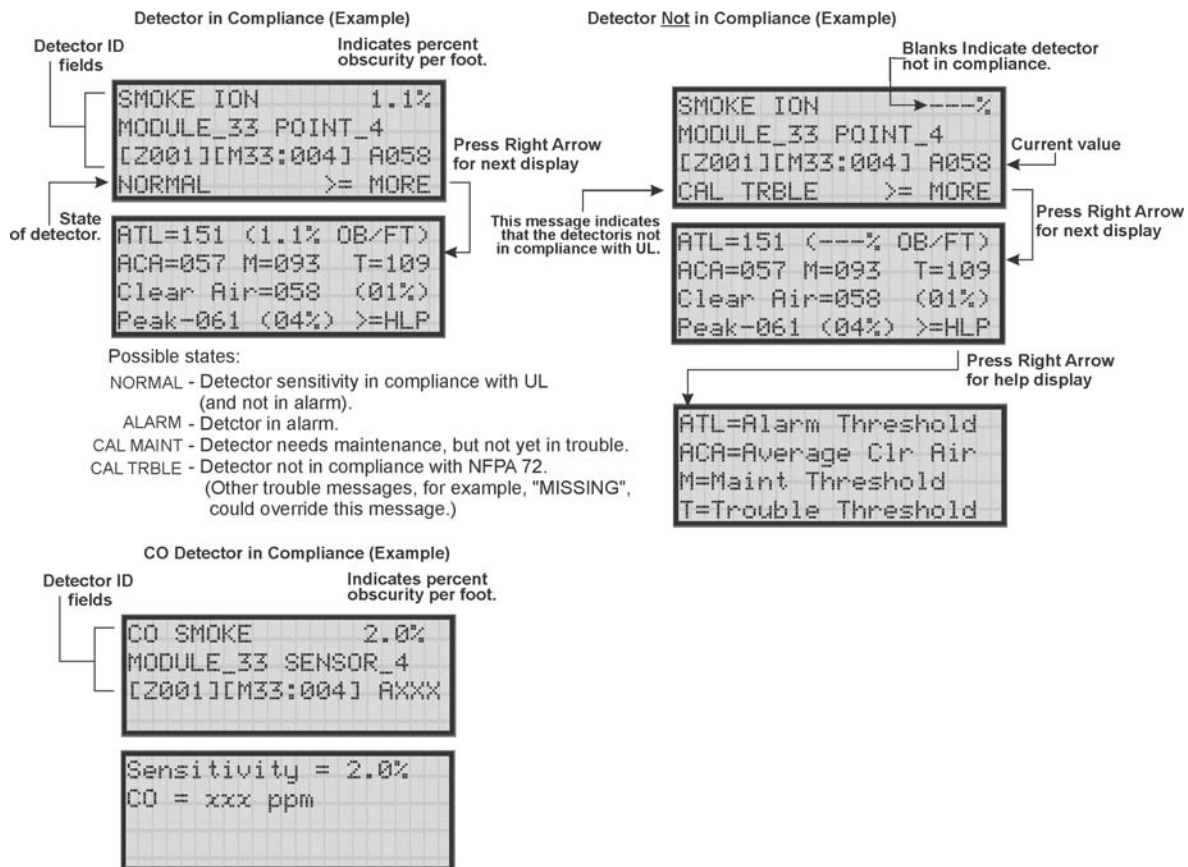 Detector in Compliance (Example)
Detector ID
fields
Indicates percent
obscurity per foot.
SMOKE ION 1.1%
MODULE_33 POINT_4
[Z001][M33:004] A058
NORMAL >= MORE
Press Right Arrow
for next display
State
of detector.
ATL=151 (1.1% OB/FT)
ACA=057 M=093 T=109
Clear Air=058 (01%)
Peak-061 (04%) >=HLP
Possible states:
NORMAL - Detector sensitivity in compliance with UL
(and not in alarm).
ALARM - Detctor in alarm.
CAL MAINT - Detector needs maintenance, but not yet in trouble.
CAL TRBLE - Detector not in compliance with NFPA 72.
(Other trouble messages, for example, "MISSING",
could override this message.)
Detector Not in Compliance (Example)
Blanks Indicate detector
not in compliance.
SMOKE ION ---%
MODULE_33 POINT_4
[Z001][M33:004] A058
CAL TRBLE >= MORE
Current value
This message indicates
that the detectoris not
in compliance with UL.
Press Right Arrow
for next display
ATL=151 (---% OB/FT)
ACA=057 M=093 T=109
Clear Air=058 (01%)
Peak-061 (04%) >=HLP
Press Right Arrow
for help display
ATL=Alarm Threshold
ACA=Average Clr Air
M=Maint Threshold
T=Trouble Threshold
CO Detector in Compliance (Example)
Detector ID
fields
Indicates percent
obscurity per foot.
CO SMOKE 2.0%
MODULE_33 SENSOR_4
[Z001][M33:004] AXXX
Sensitivity = 2.0%
CO = xxx ppm